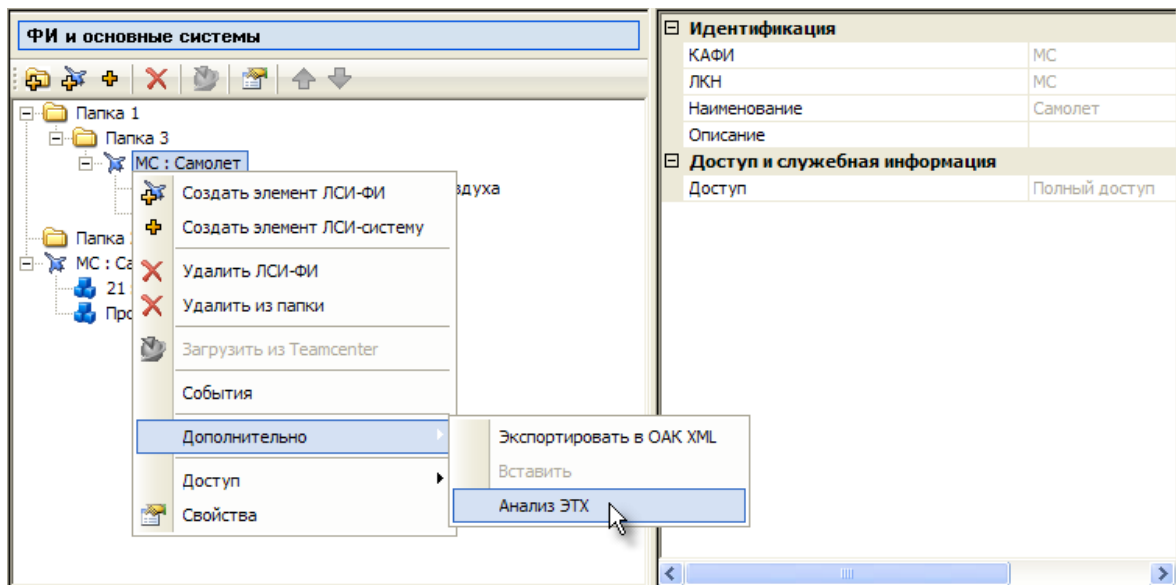 ФИ и основные системы
Папка 1
Папка 3
МС : Самолет
здуха
Папка
МС : Са
21
Про
Создать элемент ЛСИ-ФИ
Создать элемент ЛСИ-систему
Удалить ЛСИ-ФИ
Удалить из папки
Загрузить из Teamcenter
События
Дополнительно
Доступ
Свойства
Экспортировать в ОАК XML
Вставить
Анализ ЭТХ
Идентификация
КАФИ МС
ЛКН МС
Наименование Самолет
Описание
Доступ и служебная информация
Доступ Полный доступ